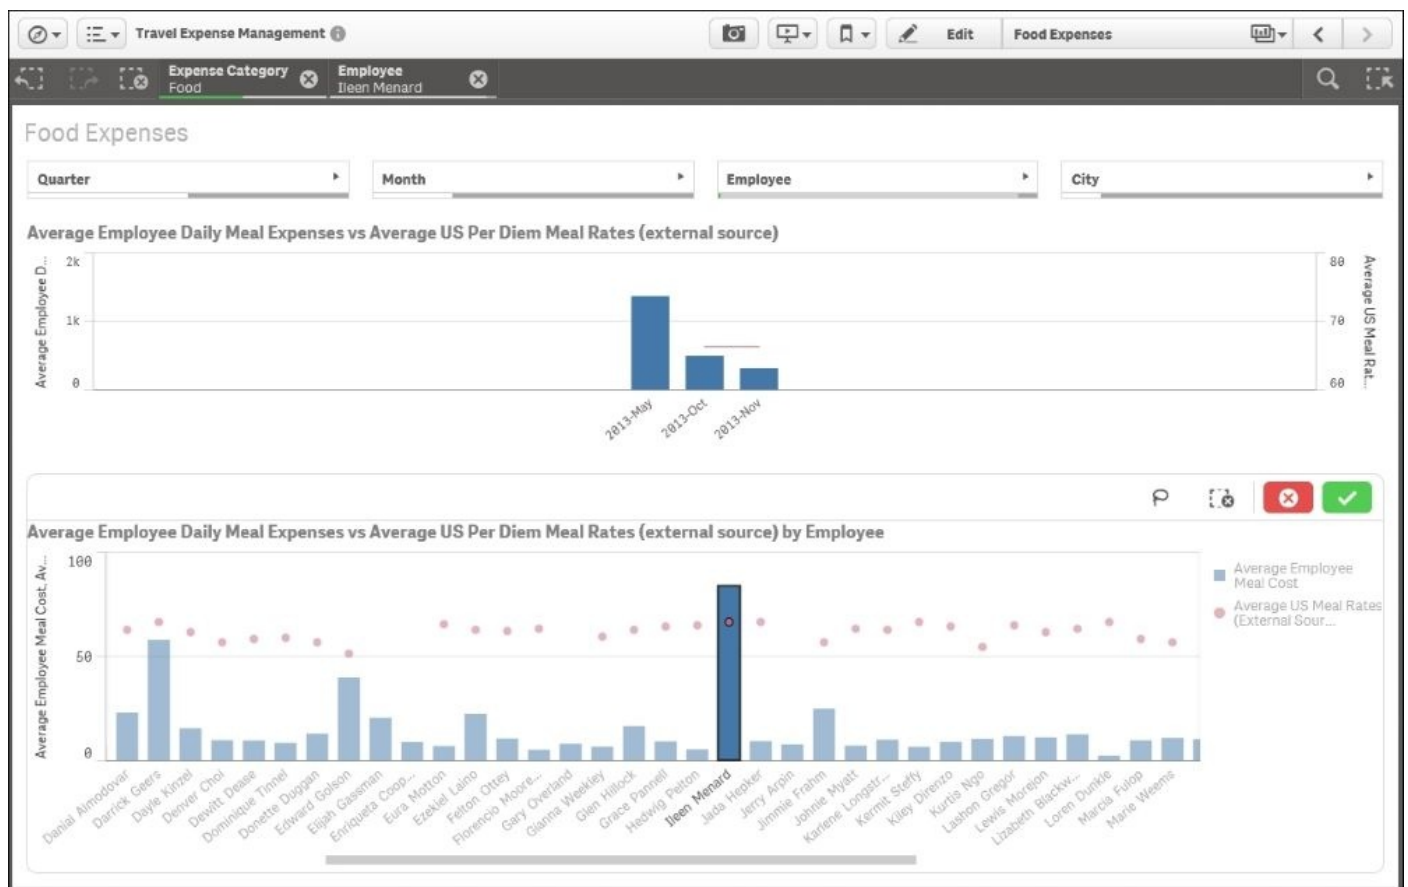 Travel Expense Management
Edit
Food Expenses
Expense Category
Food
Employee
Ileen Menard
Food Expenses
Quarter
Month
Employee
City
Average Employee Daily Meal Expenses vs Average US Per Diem Meal Rates (external source)
Average Employee D...
2k
1k
0
80
70
60
Average US Meal Rat...
2013-May
2013-Oct
2013-Nov
Average Employee Daily Meal Expenses vs Average US Per Diem Meal Rates (external source) by Employee
Average Employee Meal Cost, Av...
100
50
0
Average Employee
Meal Cost
Average US Meal Rates
(External Sour...
Danial Almodovar
Darrick Geers
Dayle Kinzel
Denver Choi
Dewitt Dease
Dominique Tinnel
Donette Duggan
Edward Golson
Elijah Gassman
Enriqueta Coop...
Eura Motton
Ezekiel Laino
Felton Ottey
Florencio Moore...
Gary Overland
Gianna Weekley
Glen Hillock
Grace Pannell
Hedwig Pelton
Ileen Menard
Jada Hepker
Jerry Arpin
Jimmie Frahm
Johnie Myatt
Karlene Longstr...
Kermit Steffy
Kiley Direnzo
Kurtis Ngo
Lashon Gregor
Lewis Morejon
Lizabeth Blackw...
Loren Dunkle
Marcia Fulop
Marie Weems